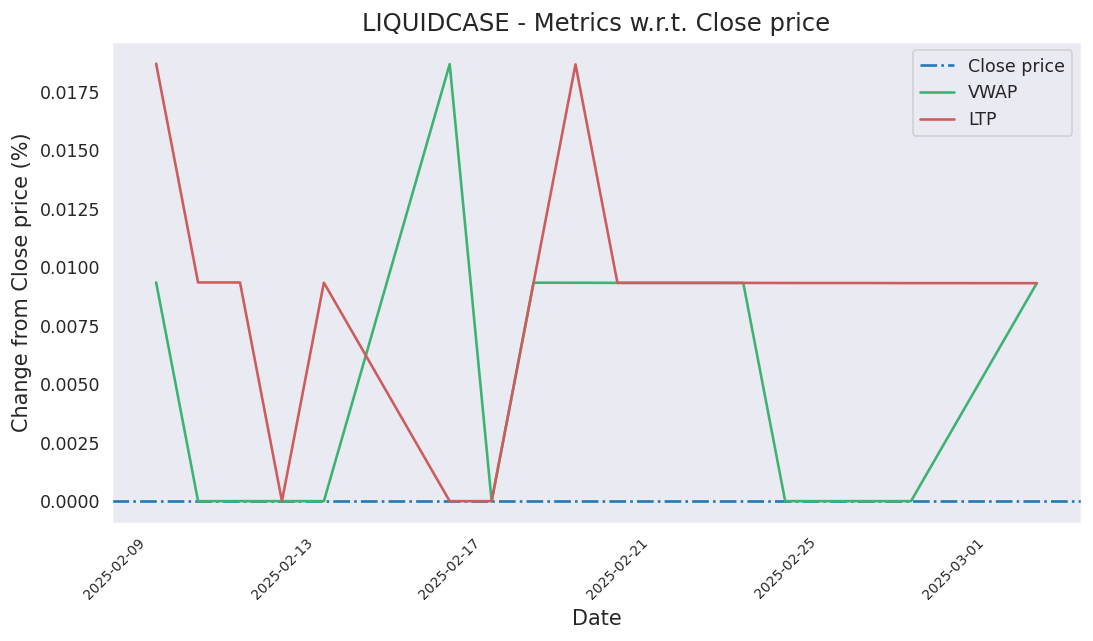 LIQUIDCASE - Metrics w.r.t. Close price
Close price
VWAP
LTP
Change from Close price (%)
0.0175
0.0150
0.0125
0.0100
0.0075
0.0050
0.0025
0.0000
2025-02-09
2025-02-13
2025-02-17
2025-02-21
2025-02-25
2025-03-01
Date